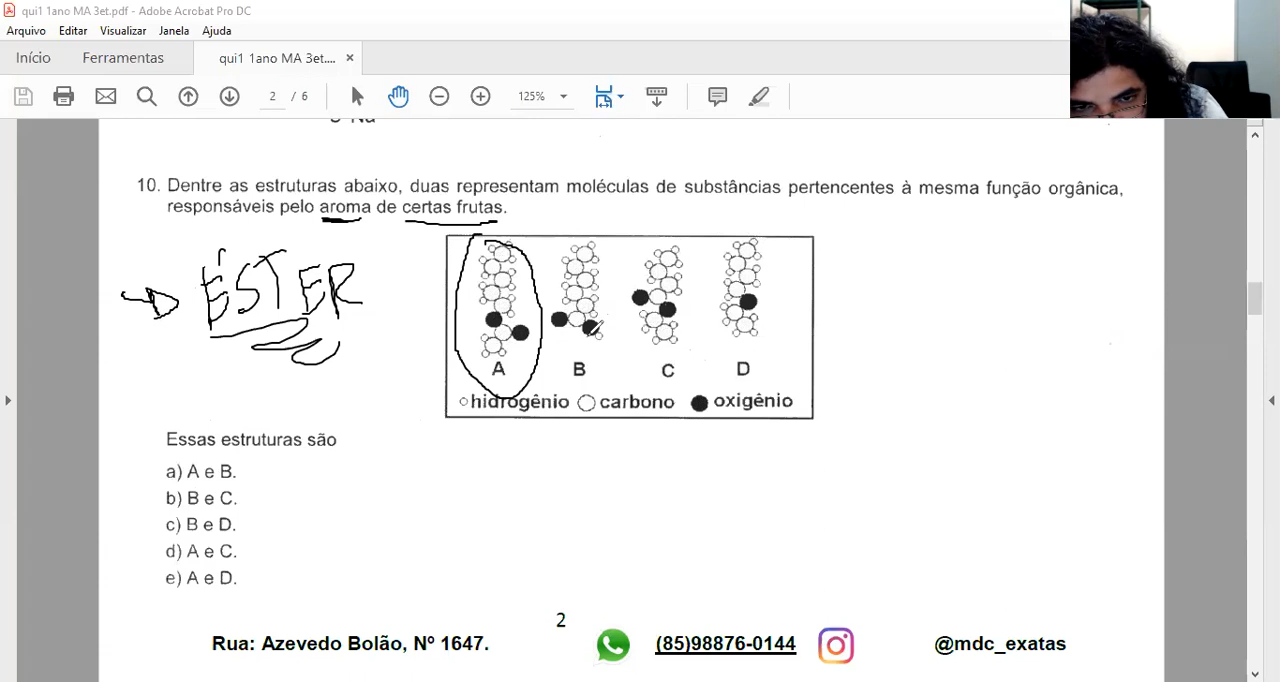 qui1 1ano MA 3et.pdf - Adobe Acrobat Pro DC
Arquivo Editar Visualizar Janela Ajuda
Início Ferramentas qui1 1ano MA 3et.... ×
2 / 6 125%
10. Dentre as estruturas abaixo, duas representam moléculas de substâncias pertencentes à mesma função orgânica,
responsáveis pelo aroma de certas frutas.
ÉSTER
A B C D
hidrogênio carbono oxigênio
Essas estruturas são
a) A e B.
b) B e C.
c) B e D.
d) A e C.
e) A e D.
2
Rua: Azevedo Bolão, Nº 1647. (85)98876-0144 @mdc_exatas